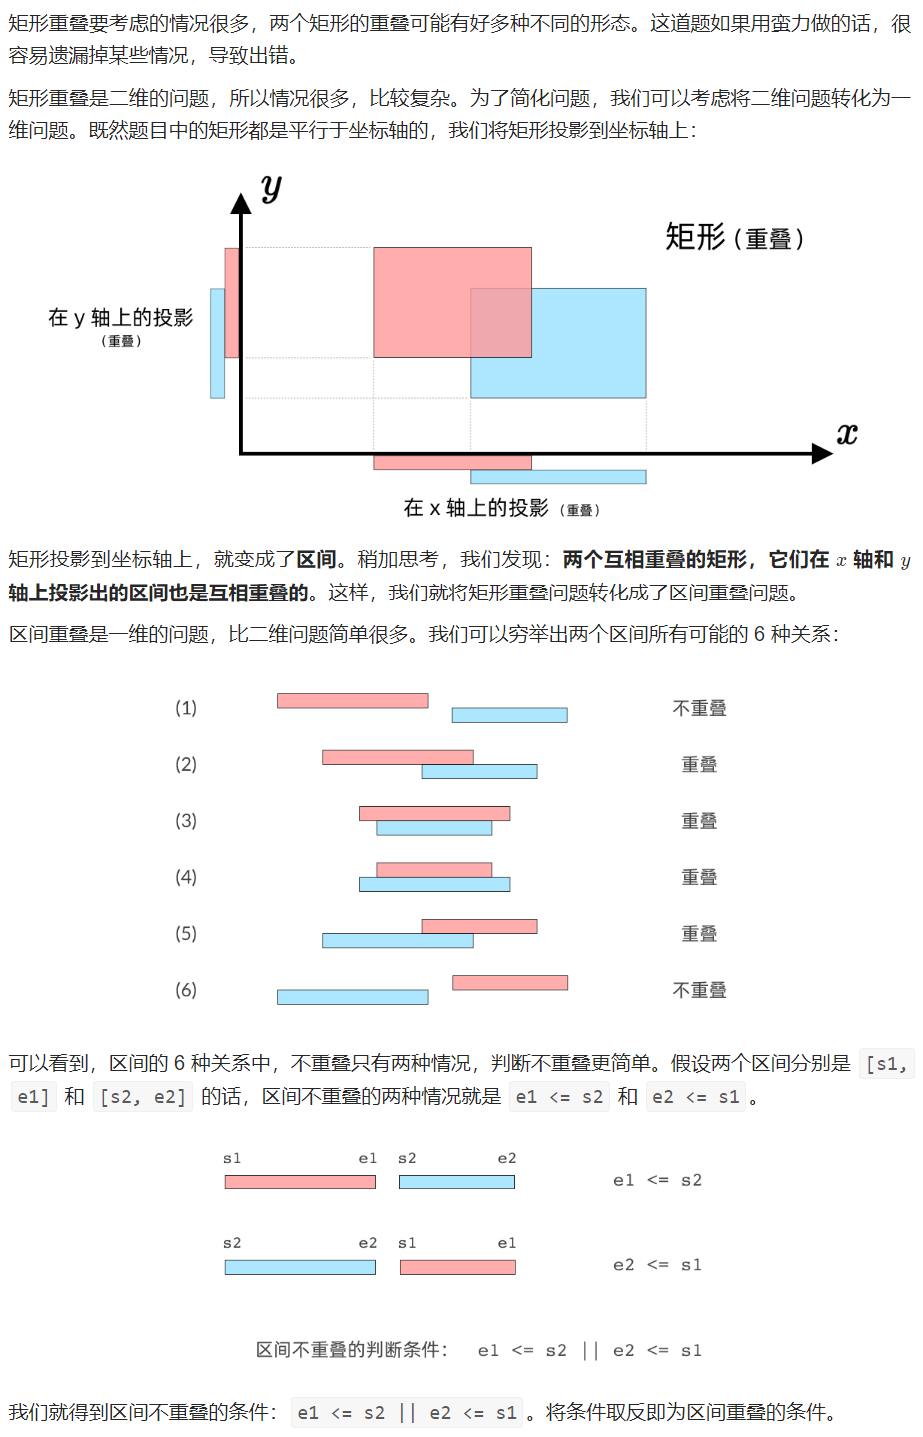 矩形重叠要考虑的情况很多，两个矩形的重叠可能有好多种不同的形态。这道题如果用蛮力做的话，很
容易遗漏掉某些情况，导致出错。
矩形重叠是二维的问题，所以情况很多，比较复杂。为了简化问题，我们可以考虑将二维问题转化为一
维问题。既然题目中的矩形都是平行于坐标轴的，我们将矩形投影到坐标轴上：
y
矩形（重叠）
在 y 轴上的投影
（重叠）
x
在 x 轴上的投影（重叠）
矩形投影到坐标轴上，就变成了区间。稍加思考，我们发现：两个互相重叠的矩形，它们在 x 轴和 y
轴上投影出的区间也是互相重叠的。这样，我们就将矩形重叠问题转化成了区间重叠问题。
区间重叠是一维的问题，比二维问题简单很多。我们可以穷举出两个区间所有可能的 6 种关系：
(1) 不重叠
(2) 重叠
(3) 重叠
(4) 重叠
(5) 重叠
(6) 不重叠
可以看到，区间的 6 种关系中，不重叠只有两种情况，判断不重叠更简单。假设两个区间分别是 [s1,
e1] 和 [s2, e2] 的话，区间不重叠的两种情况就是 e1 <= s2 和 e2 <= s1。
s1 e1 s2 e2
e1 <= s2
s2 e2 s1 e1
e2 <= s1
区间不重叠的判断条件： e1 <= s2 || e2 <= s1
我们就得到区间不重叠的条件： e1 <= s2 || e2 <= s1。将条件取反即为区间重叠的条件。